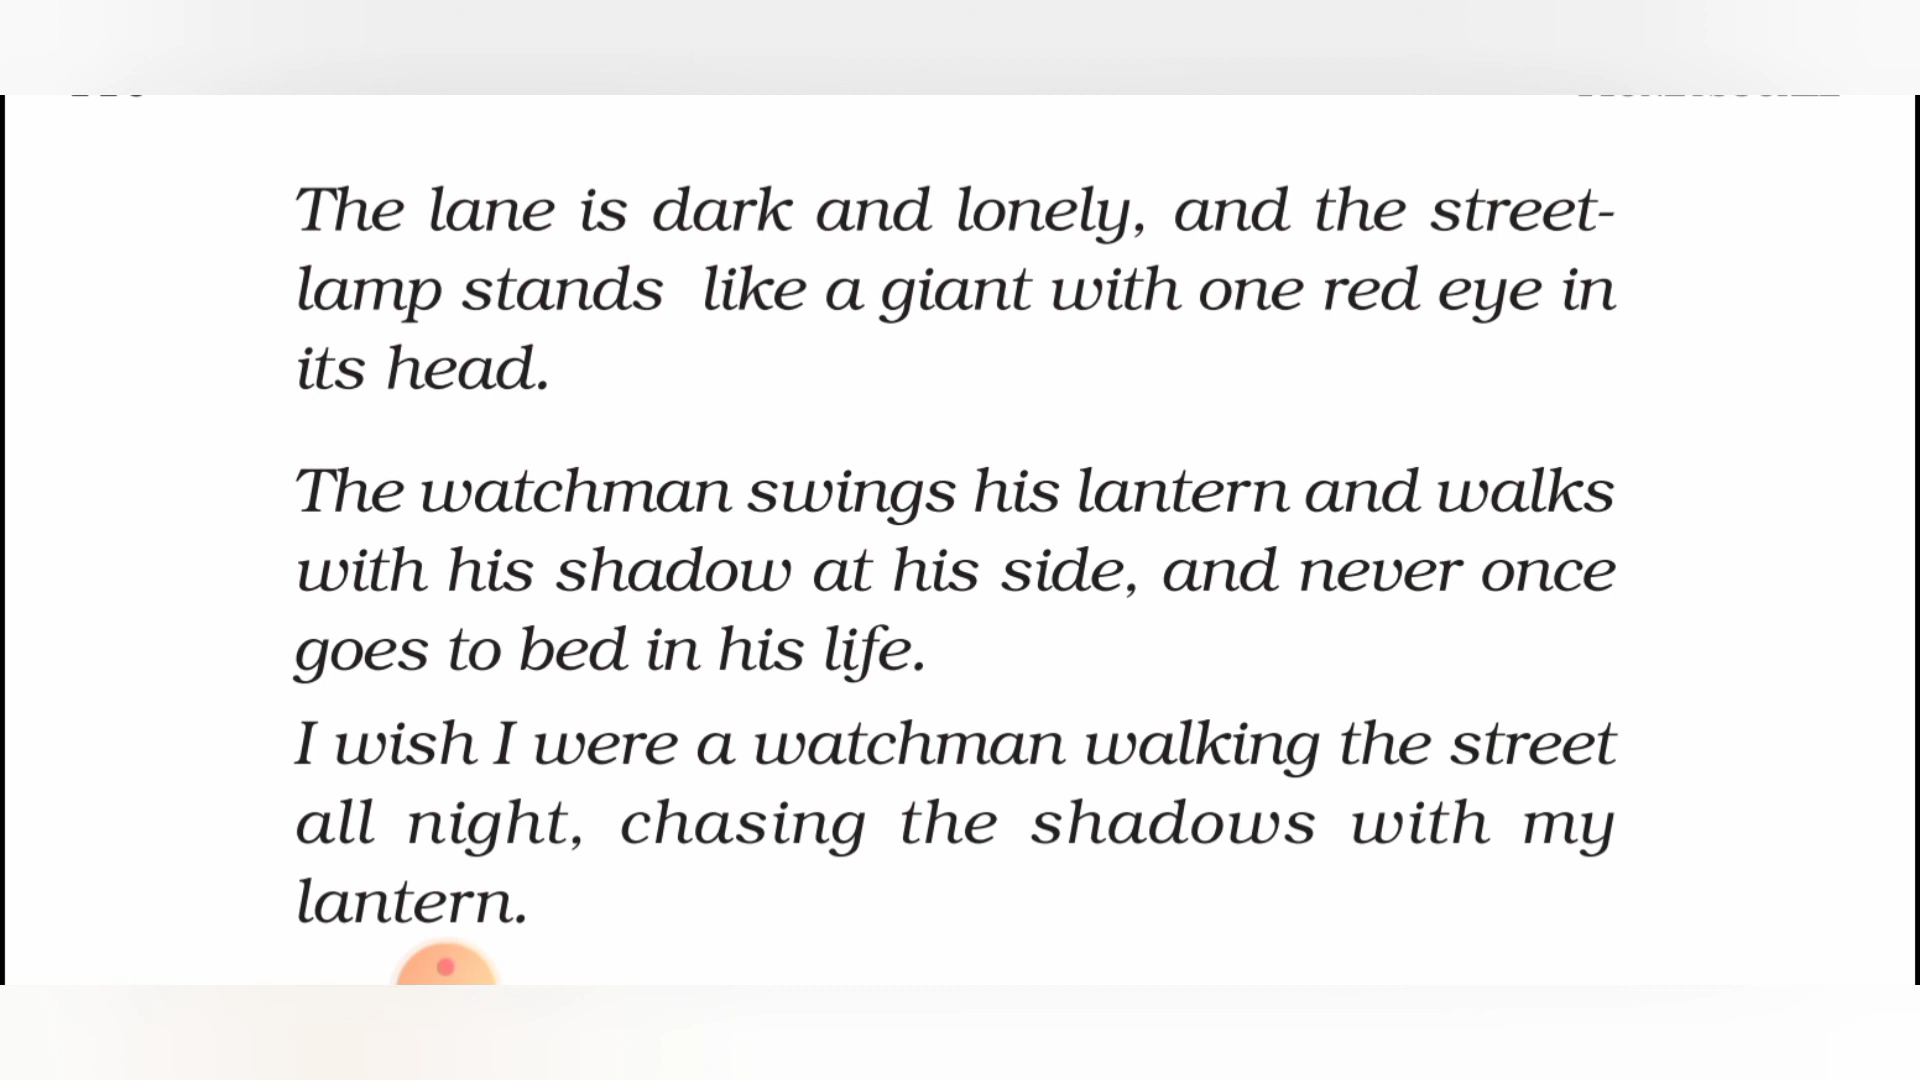 The lane is dark and lonely, and the street-
lamp stands like a giant with one red eye in
its head.
The watchman swings his lantern and walks
with his shadow at his side, and never once
goes to bed in his life.
I wish I were a watchman walking the street
all night, chasing the shadows with my
lantern.